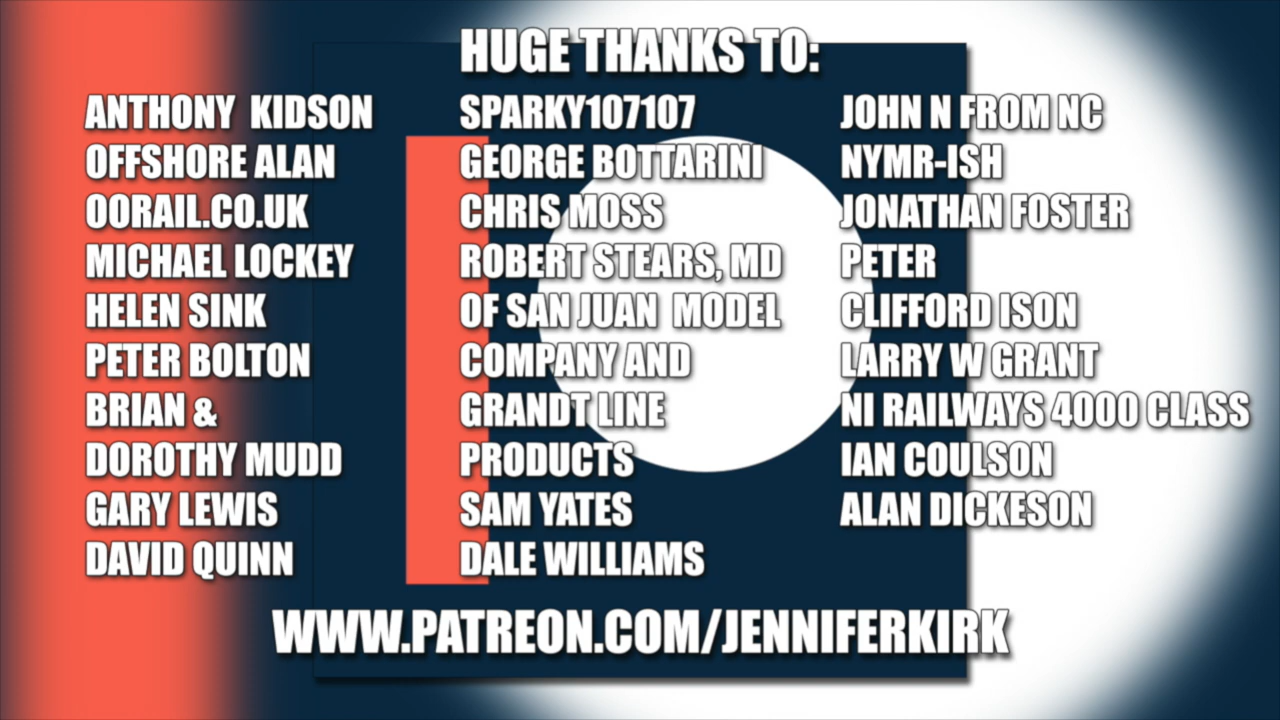 HUGE THANKS TO:
ANTHONY KIDSON
OFFSHORE ALAN
OORAIL.CO.UK
MICHAEL LOCKEY
HELEN SINK
PETER BOLTON
BRIAN &
DOROTHY MUDD
GARY LEWIS
DAVID QUINN
SPARKY107107
GEORGE BOTTARINI
CHRIS MOSS
ROBERT STEARS, MD
OF SAN JUAN MODEL
COMPANY AND
GRANDT LINE
PRODUCTS
SAM YATES
DALE WILLIAMS
JOHN N FROM NC
NYMR-ISH
JONATHAN FOSTER
PETER
CLIFFORD ISON
LARRY W GRANT
NI RAILWAYS 4000 CLASS
IAN COULSON
ALAN DICKESON
WWW.PATREON.COM/JENNIFERKIRK